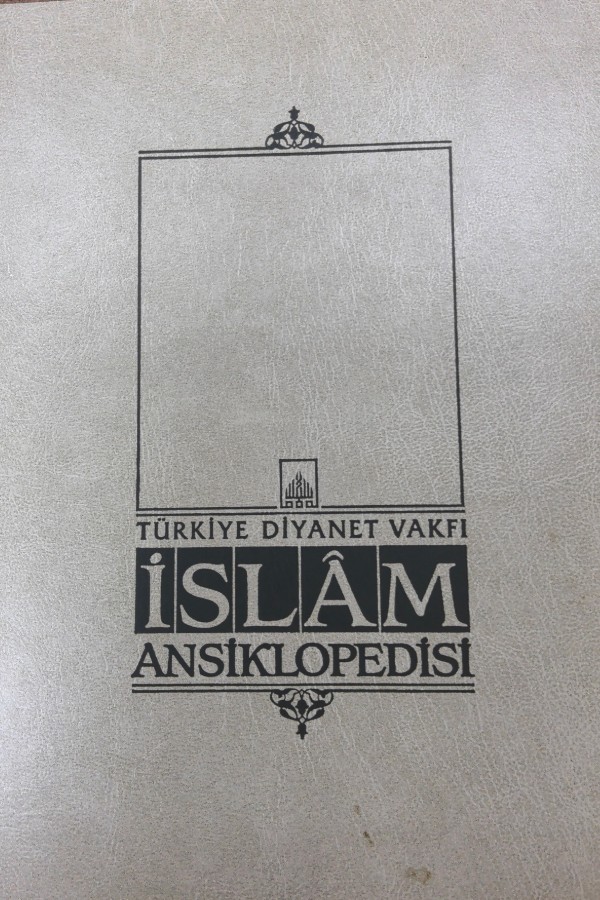 TÜRKİYE DİYANET VAKFI
İSLÂM
ANSİKLOPEDİSİ